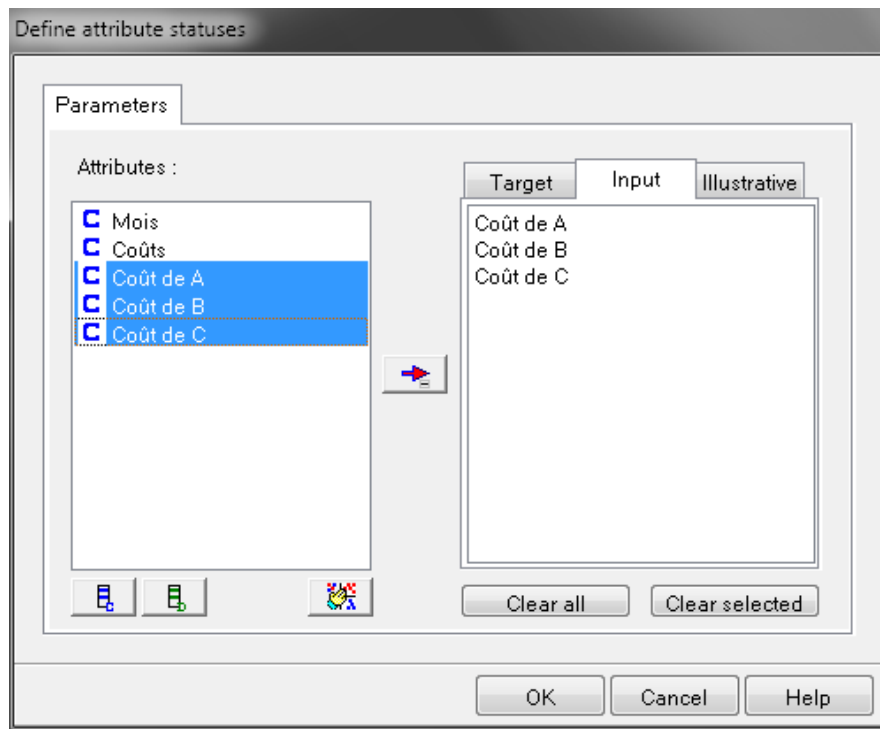 Define attribute statuses
Parameters
Attributes :
C Mois
C Coûts
C Coût de A
C Coût de B
C Coût de C
Target Input Illustrative
Coût de A
Coût de B
Coût de C
Clear all Clear selected
OK Cancel Help